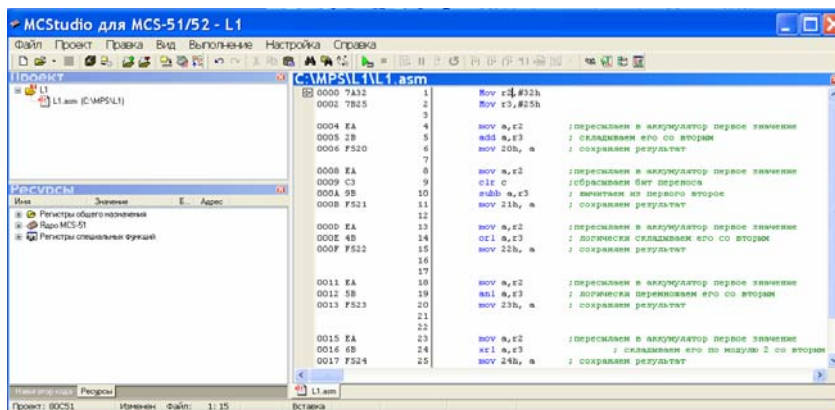 MCStudio для MCS-51/52 - L1
Файл Проект Правка Вид Выполнение Настройка Справка
Проект
L1
L1.asm (C:\MPS\L1)
Ресурсы
Имя Значение Е... Адрес
Регистры общего назначения
Ядро MCS-51
Регистры специальных функций
Навигатор кода Ресурсы
C:\MPS\L1\L1.asm
0000 7A32 1 Mov r2,#32h
0002 7B25 2 Mov r3,#25h
3
0004 EA 4 mov a,r2 ;пересылаем в аккумулятор первое значение
0005 2B 5 add a,r3 ; складываем его со вторым
0006 F520 6 mov 20h, a ; сохраняем результат
7
0008 EA 8 mov a,r2 ;пересылаем в аккумулятор первое значение
0009 C3 9 clr c ;сбрасываем бит переноса
000A 9B 10 subb a,r3 ; вычитаем из первого второе
000B F521 11 mov 21h, a ; сохраняем результат
12
000D EA 13 mov a,r2 ;пересылаем в аккумулятор первое значение
000E 4B 14 orl a,r3 ; логически складываем его со вторым
000F F522 15 mov 22h, a ; сохраняем результат
16
17
0011 EA 18 mov a,r2 ;пересылаем в аккумулятор первое значение
0012 5B 19 anl a,r3 ; логически перемножаем его со вторым
0013 F523 20 mov 23h, a ; сохраняем результат
21
22
0015 EA 23 mov a,r2 ;пересылаем в аккумулятор первое значение
0016 6B 24 xrl a,r3 ; складываем его по модулю 2 со вторым
0017 F524 25 mov 24h, a ; сохраняем результат
L1.asm
Проект: 80C51 Изменен Файл: 1: 15 Вставка